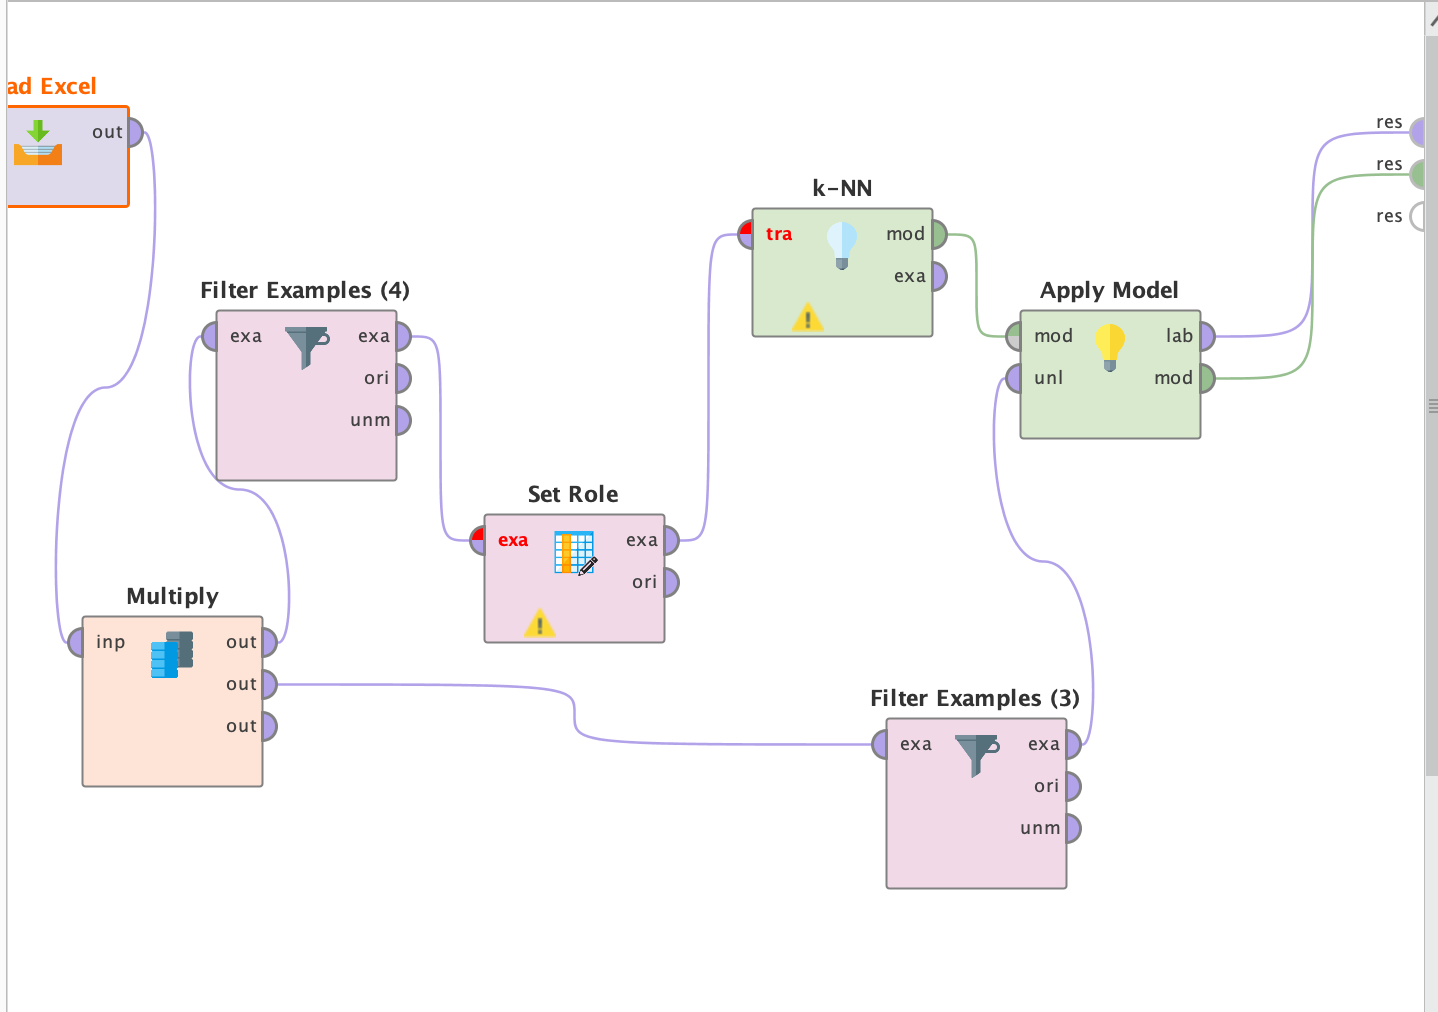 ad Excel
out
res
res
res
k-NN
tra
mod
exa
Filter Examples (4)
exa
exa
ori
unm
Apply Model
mod
lab
unl
mod
Set Role
exa
exa
ori
Multiply
inp
out
out
out
Filter Examples (3)
exa
exa
ori
unm